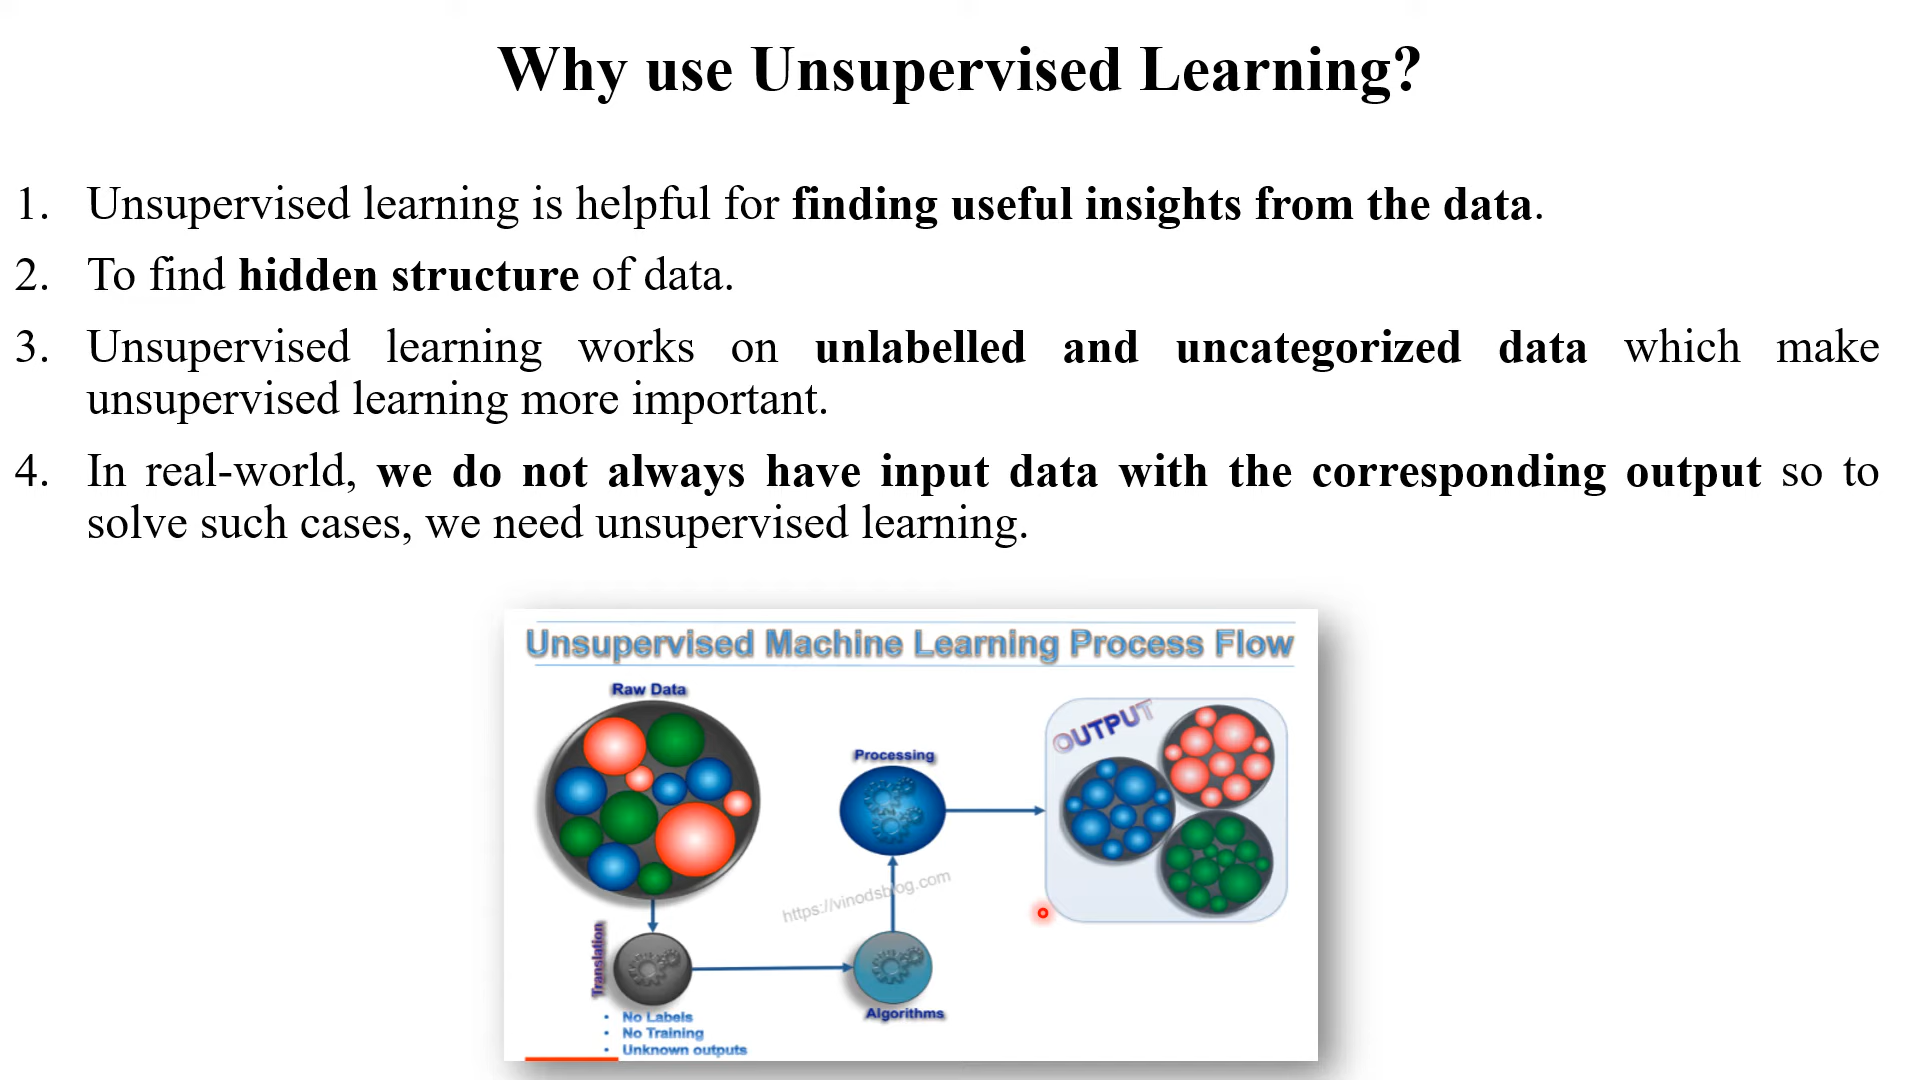 Why use Unsupervised Learning?
1. Unsupervised learning is helpful for finding useful insights from the data.
2. To find hidden structure of data.
3. Unsupervised learning works on unlabelled and uncategorized data which make
unsupervised learning more important.
4. In real-world, we do not always have input data with the corresponding output so to
solve such cases, we need unsupervised learning.
Unsupervised Machine Learning Process Flow
Raw Data
OUTPUT
Processing
https://vinodsblog.com
Translation
Algorithms
• No Labels
• No Training
• Unknown outputs